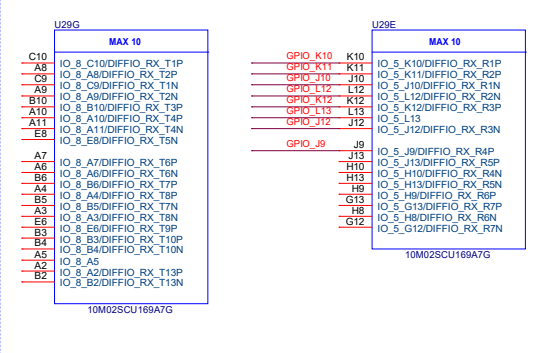 U29G
MAX 10
C10 IO_8_C10/DIFFIO_RX_T1P
A8 IO_8_A8/DIFFIO_RX_T2P
C9 IO_8_C9/DIFFIO_RX_T1N
A9 IO_8_A9/DIFFIO_RX_T2N
B10 IO_8_B10/DIFFIO_RX_T3P
A10 IO_8_A10/DIFFIO_RX_T4P
A11 IO_8_A11/DIFFIO_RX_T4N
E8 IO_8_E8/DIFFIO_RX_T5N
A7 IO_8_A7/DIFFIO_RX_T6P
A6 IO_8_A6/DIFFIO_RX_T6N
B6 IO_8_B6/DIFFIO_RX_T7P
A4 IO_8_A4/DIFFIO_RX_T8P
B5 IO_8_B5/DIFFIO_RX_T7N
A3 IO_8_A3/DIFFIO_RX_T8N
E6 IO_8_E6/DIFFIO_RX_T9P
B3 IO_8_B3/DIFFIO_RX_T10P
B4 IO_8_B4/DIFFIO_RX_T10N
A5 IO_8_A5
A2 IO_8_A2/DIFFIO_RX_T13P
B2 IO_8_B2/DIFFIO_RX_T13N
10M02SCU169A7G
U29E
MAX 10
GPIO_K10 K10 IO_5_K10/DIFFIO_RX_R1P
GPIO_K11 K11 IO_5_K11/DIFFIO_RX_R2P
GPIO_J10 J10 IO_5_J10/DIFFIO_RX_R1N
GPIO_L12 L12 IO_5_L12/DIFFIO_RX_R2N
GPIO_K12 K12 IO_5_K12/DIFFIO_RX_R3P
GPIO_L13 L13 IO_5_L13
GPIO_J12 J12 IO_5_J12/DIFFIO_RX_R3N
GPIO_J9 J9 IO_5_J9/DIFFIO_RX_R4P
J13 IO_5_J13/DIFFIO_RX_R5P
H10 IO_5_H10/DIFFIO_RX_R4N
H13 IO_5_H13/DIFFIO_RX_R5N
H9 IO_5_H9/DIFFIO_RX_R6P
G13 IO_5_G13/DIFFIO_RX_R7P
H8 IO_5_H8/DIFFIO_RX_R6N
G12 IO_5_G12/DIFFIO_RX_R7N
10M02SCU169A7G